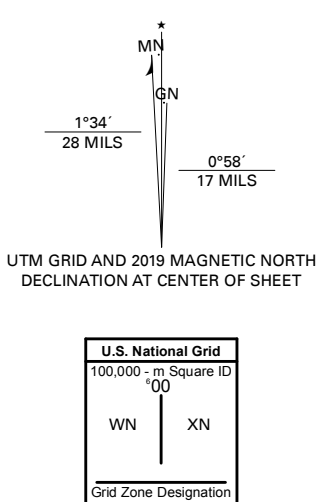 ★
MN
GN
1°34´
28 MILS
0°58´
17 MILS
UTM GRID AND 2019 MAGNETIC NORTH
DECLINATION AT CENTER OF SHEET
U.S. National Grid
100,000 - m Square ID
⁶00
WN XN
Grid Zone Designation